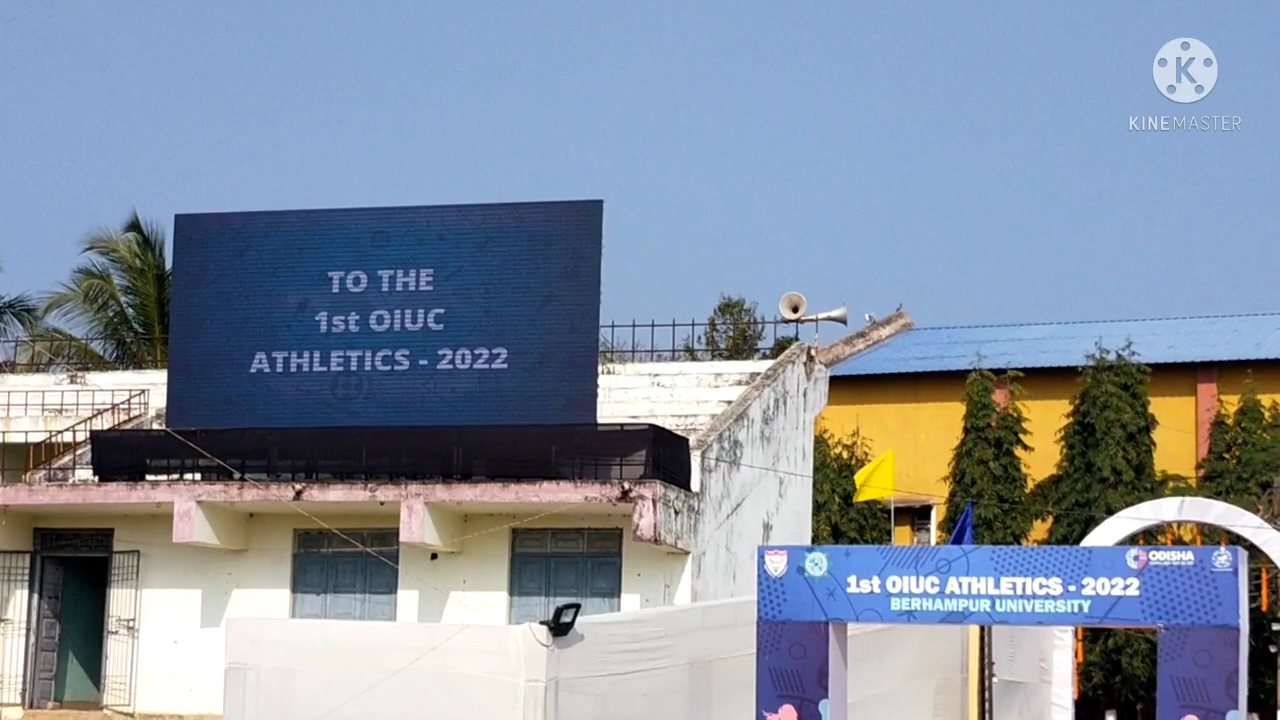 K
KINEMASTER
TO THE
1st OIUC
ATHLETICS - 2022
ODISHA
1st OIUC ATHLETICS - 2022
BERHAMPUR UNIVERSITY